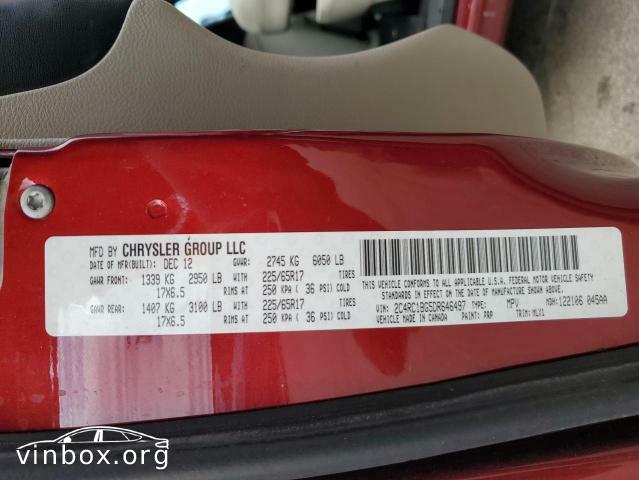 MFD BY CHRYSLER GROUP LLC
DATE OF MFR(BUILT): DEC 12 GVWR: 2745 KG 6050 LB
GAWR FRONT: 1339 KG 2950 LB WITH 225/65R17 TIRES
17X6.5 RIMS AT 250 KPA ( 36 PSI) COLD
GAWR REAR: 1407 KG 3100 LB WITH 225/65R17 TIRES
17X6.5 RIMS AT 250 KPA ( 36 PSI) COLD
THIS VEHICLE CONFORMS TO ALL APPLICABLE U.S.A. FEDERAL MOTOR VEHICLE SAFETY
STANDARDS IN EFFECT ON THE DATE OF MANUFACTURE SHOWN ABOVE.
VIN: 2C4RC1BG5DR646497 TYPE: MPV MDH: 122106 045AA
VEHICLE MADE IN CANADA PAINT: PRP TRIM: MLX1
vinbox.org